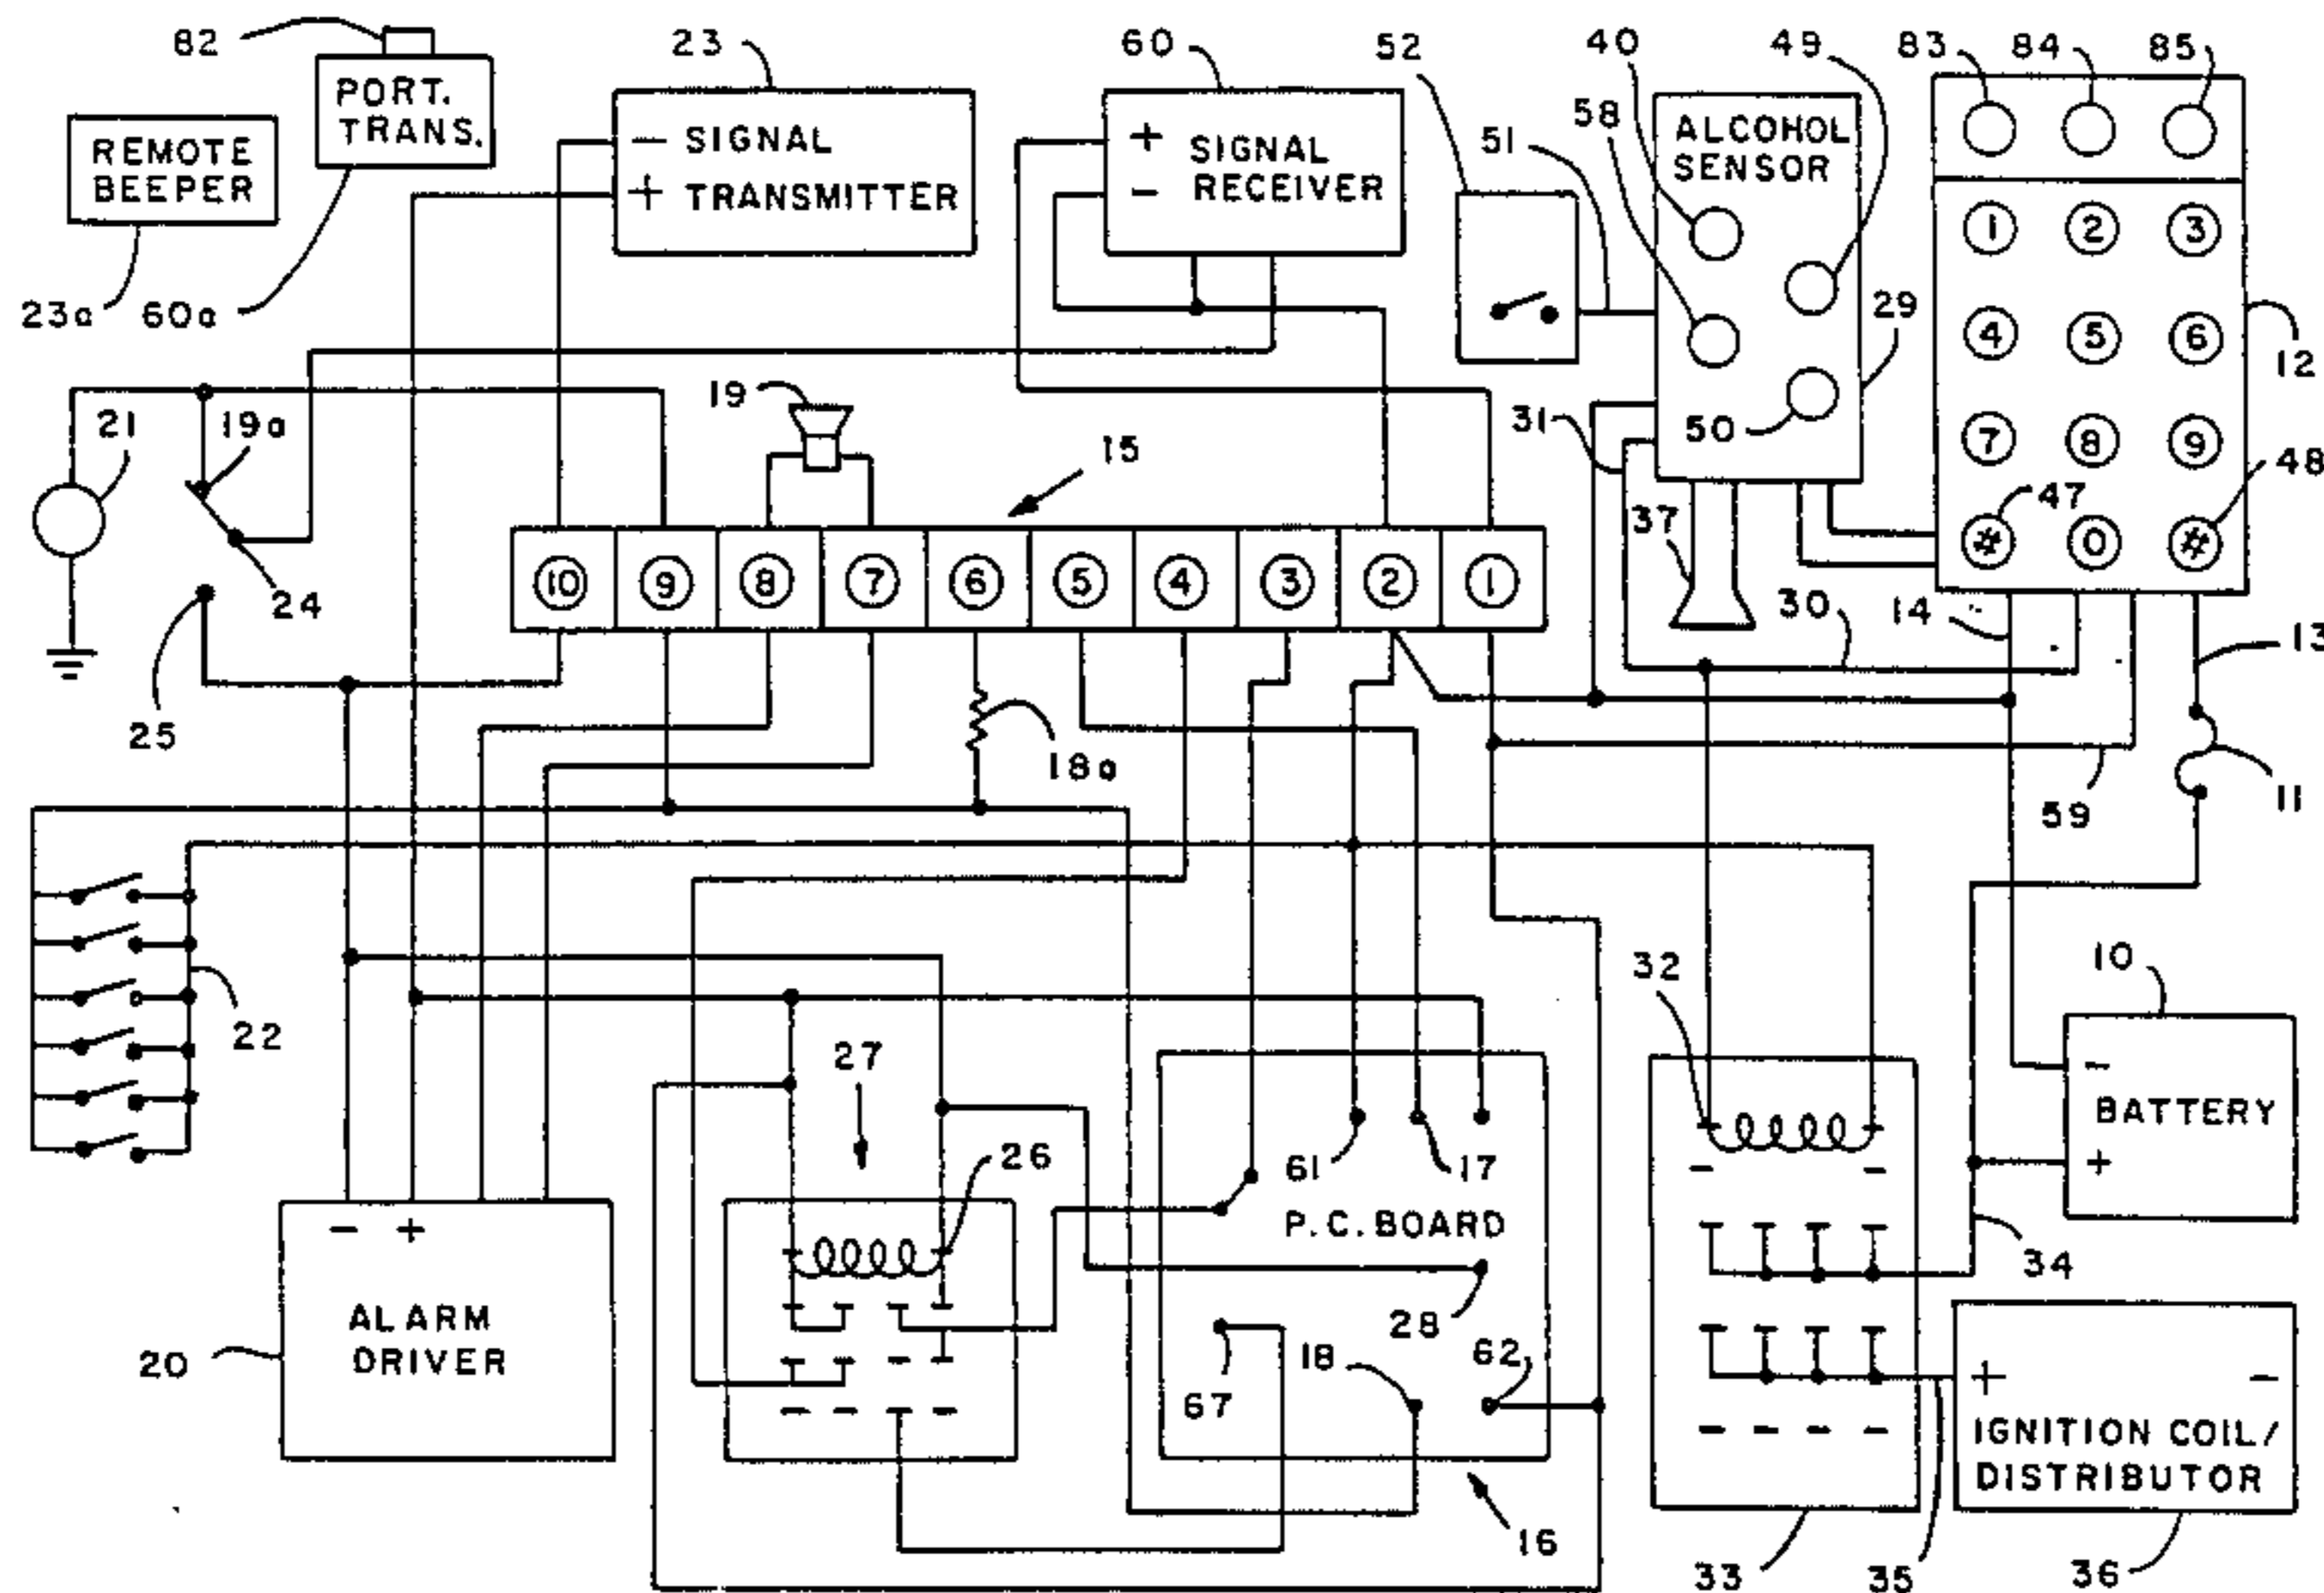 82
PORT.
TRANS.
REMOTE
BEEPER
23a
60a
23
— SIGNAL
+ TRANSMITTER
60
+
-
SIGNAL
RECEIVER
52
51
58
40
49
ALCOHOL
SENSOR
50
29
31
37
83
84
85
1 2 3
4 5 6
7 8 9
# 0 #
47
48
12
14
30
13
11
59
21
19a
24
25
19
15
10 9 8 7 6 5 4 3 2 1
18a
22
27
26
- +
ALARM
DRIVER
20
61
17
P.C. BOARD
28
67
18
62
16
32
33
34
35
10
-
BATTERY
+
+ -
IGNITION COIL/
DISTRIBUTOR
36